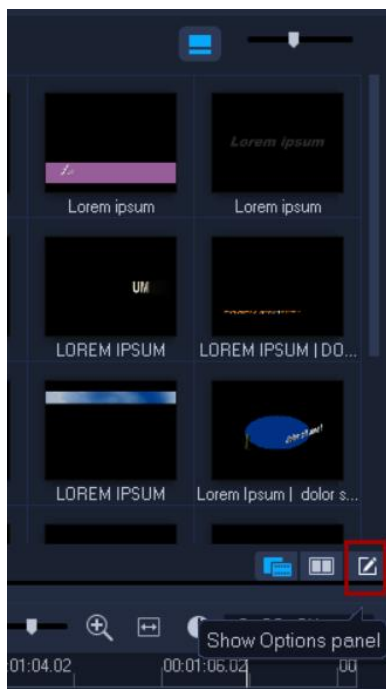 Lorem ipsum
Lorem ipsum
Lorem ipsum
UM
LOREM IPSUM
LOREM IPSUM | DO...
LOREM IPSUM
Lorem Ipsum | dolor s...
Show Options panel
01:04.02
00:01:06.02
00